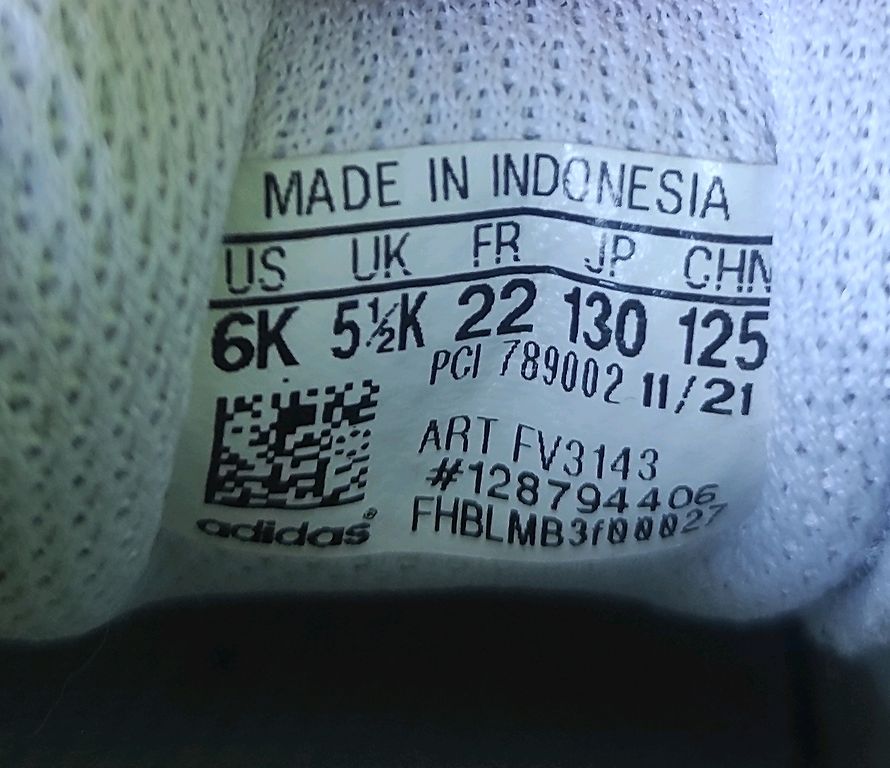 MADE IN INDONESIA
US UK FR JP CHN
6K 5½K 22 130 125
PCI 789002 11/21
ART FV3143
#128794406
FHBLMB3f00027
adidas®